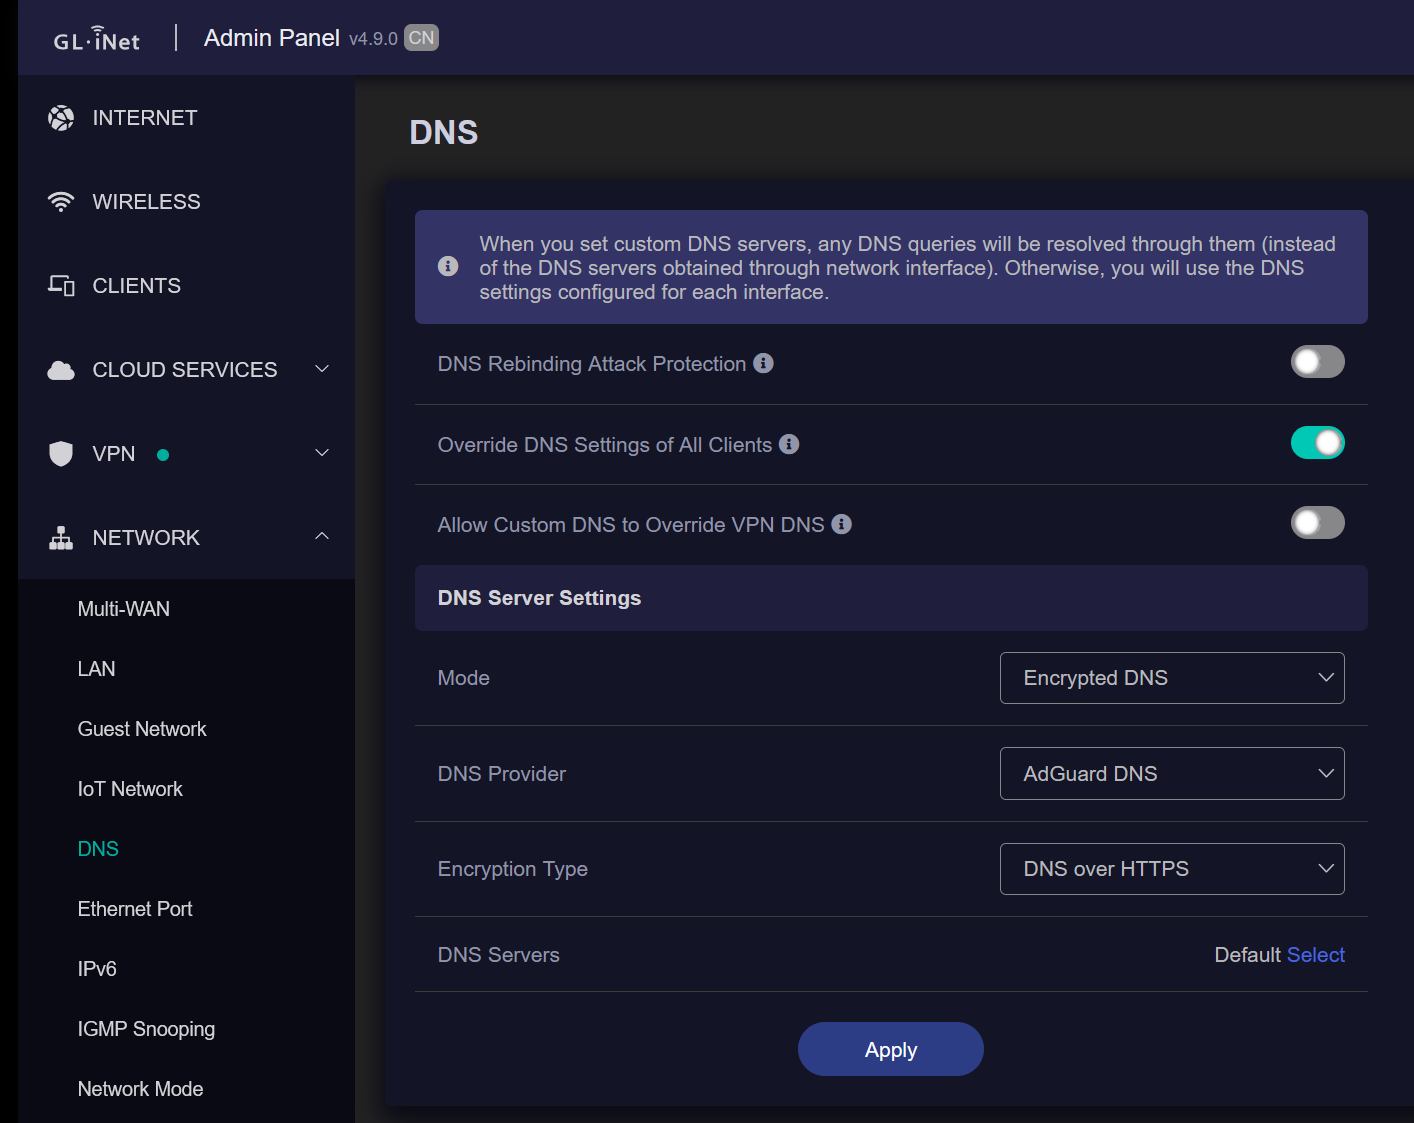 GL·iNet
Admin Panel v4.9.0 CN
INTERNET
WIRELESS
CLIENTS
CLOUD SERVICES
VPN
NETWORK
Multi-WAN
LAN
Guest Network
IoT Network
DNS
Ethernet Port
IPv6
IGMP Snooping
Network Mode
DNS
When you set custom DNS servers, any DNS queries will be resolved through them (instead
of the DNS servers obtained through network interface). Otherwise, you will use the DNS
settings configured for each interface.
DNS Rebinding Attack Protection
Override DNS Settings of All Clients
Allow Custom DNS to Override VPN DNS
DNS Server Settings
Mode Encrypted DNS
DNS Provider AdGuard DNS
Encryption Type DNS over HTTPS
DNS Servers Default Select
Apply